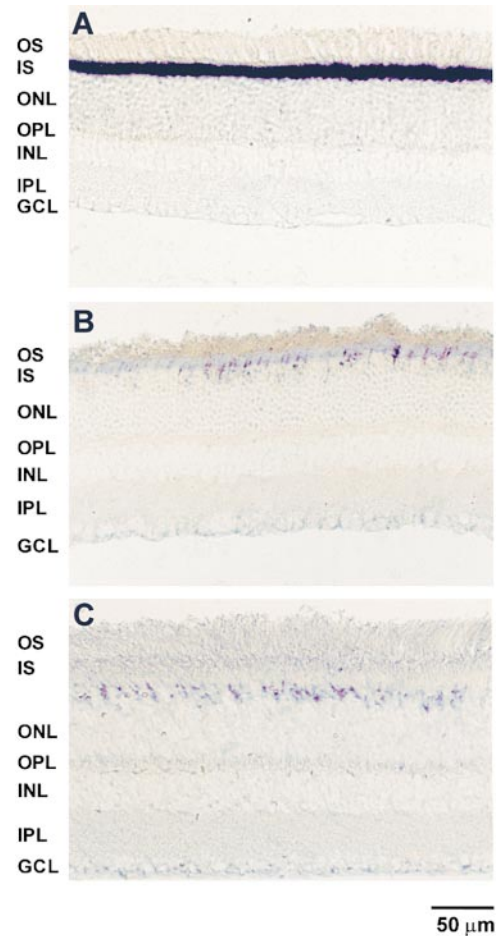 A
OS
IS
ONL
OPL
INL
IPL
GCL
B
OS
IS
ONL
OPL
INL
IPL
GCL
C
OS
IS
ONL
OPL
INL
IPL
GCL
50 µm